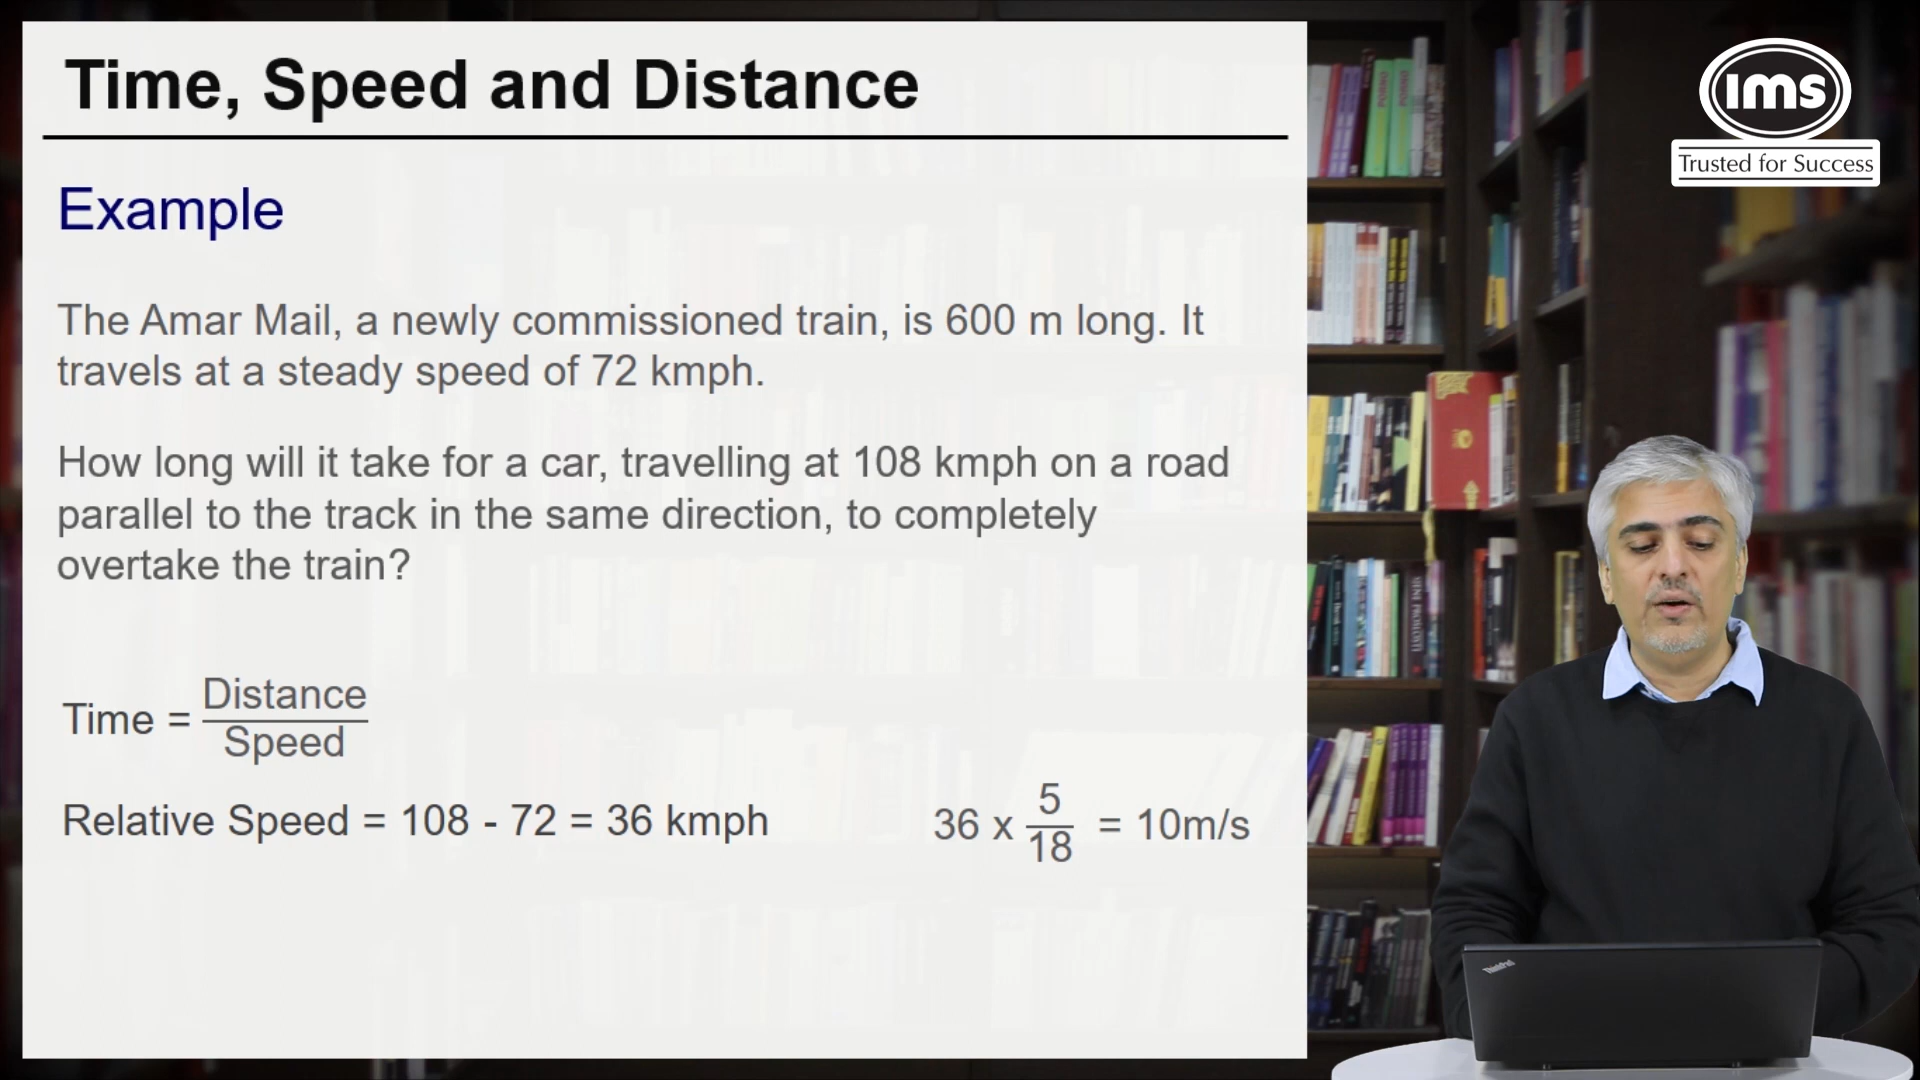 Time, Speed and Distance
ims
Trusted for Success
Example
The Amar Mail, a newly commissioned train, is 600 m long. It
travels at a steady speed of 72 kmph.
How long will it take for a car, travelling at 108 kmph on a road
parallel to the track in the same direction, to completely
overtake the train?
Time = Distance
Speed
Relative Speed = 108 - 72 = 36 kmph
36 x 5
18 = 10m/s
ThinkPad